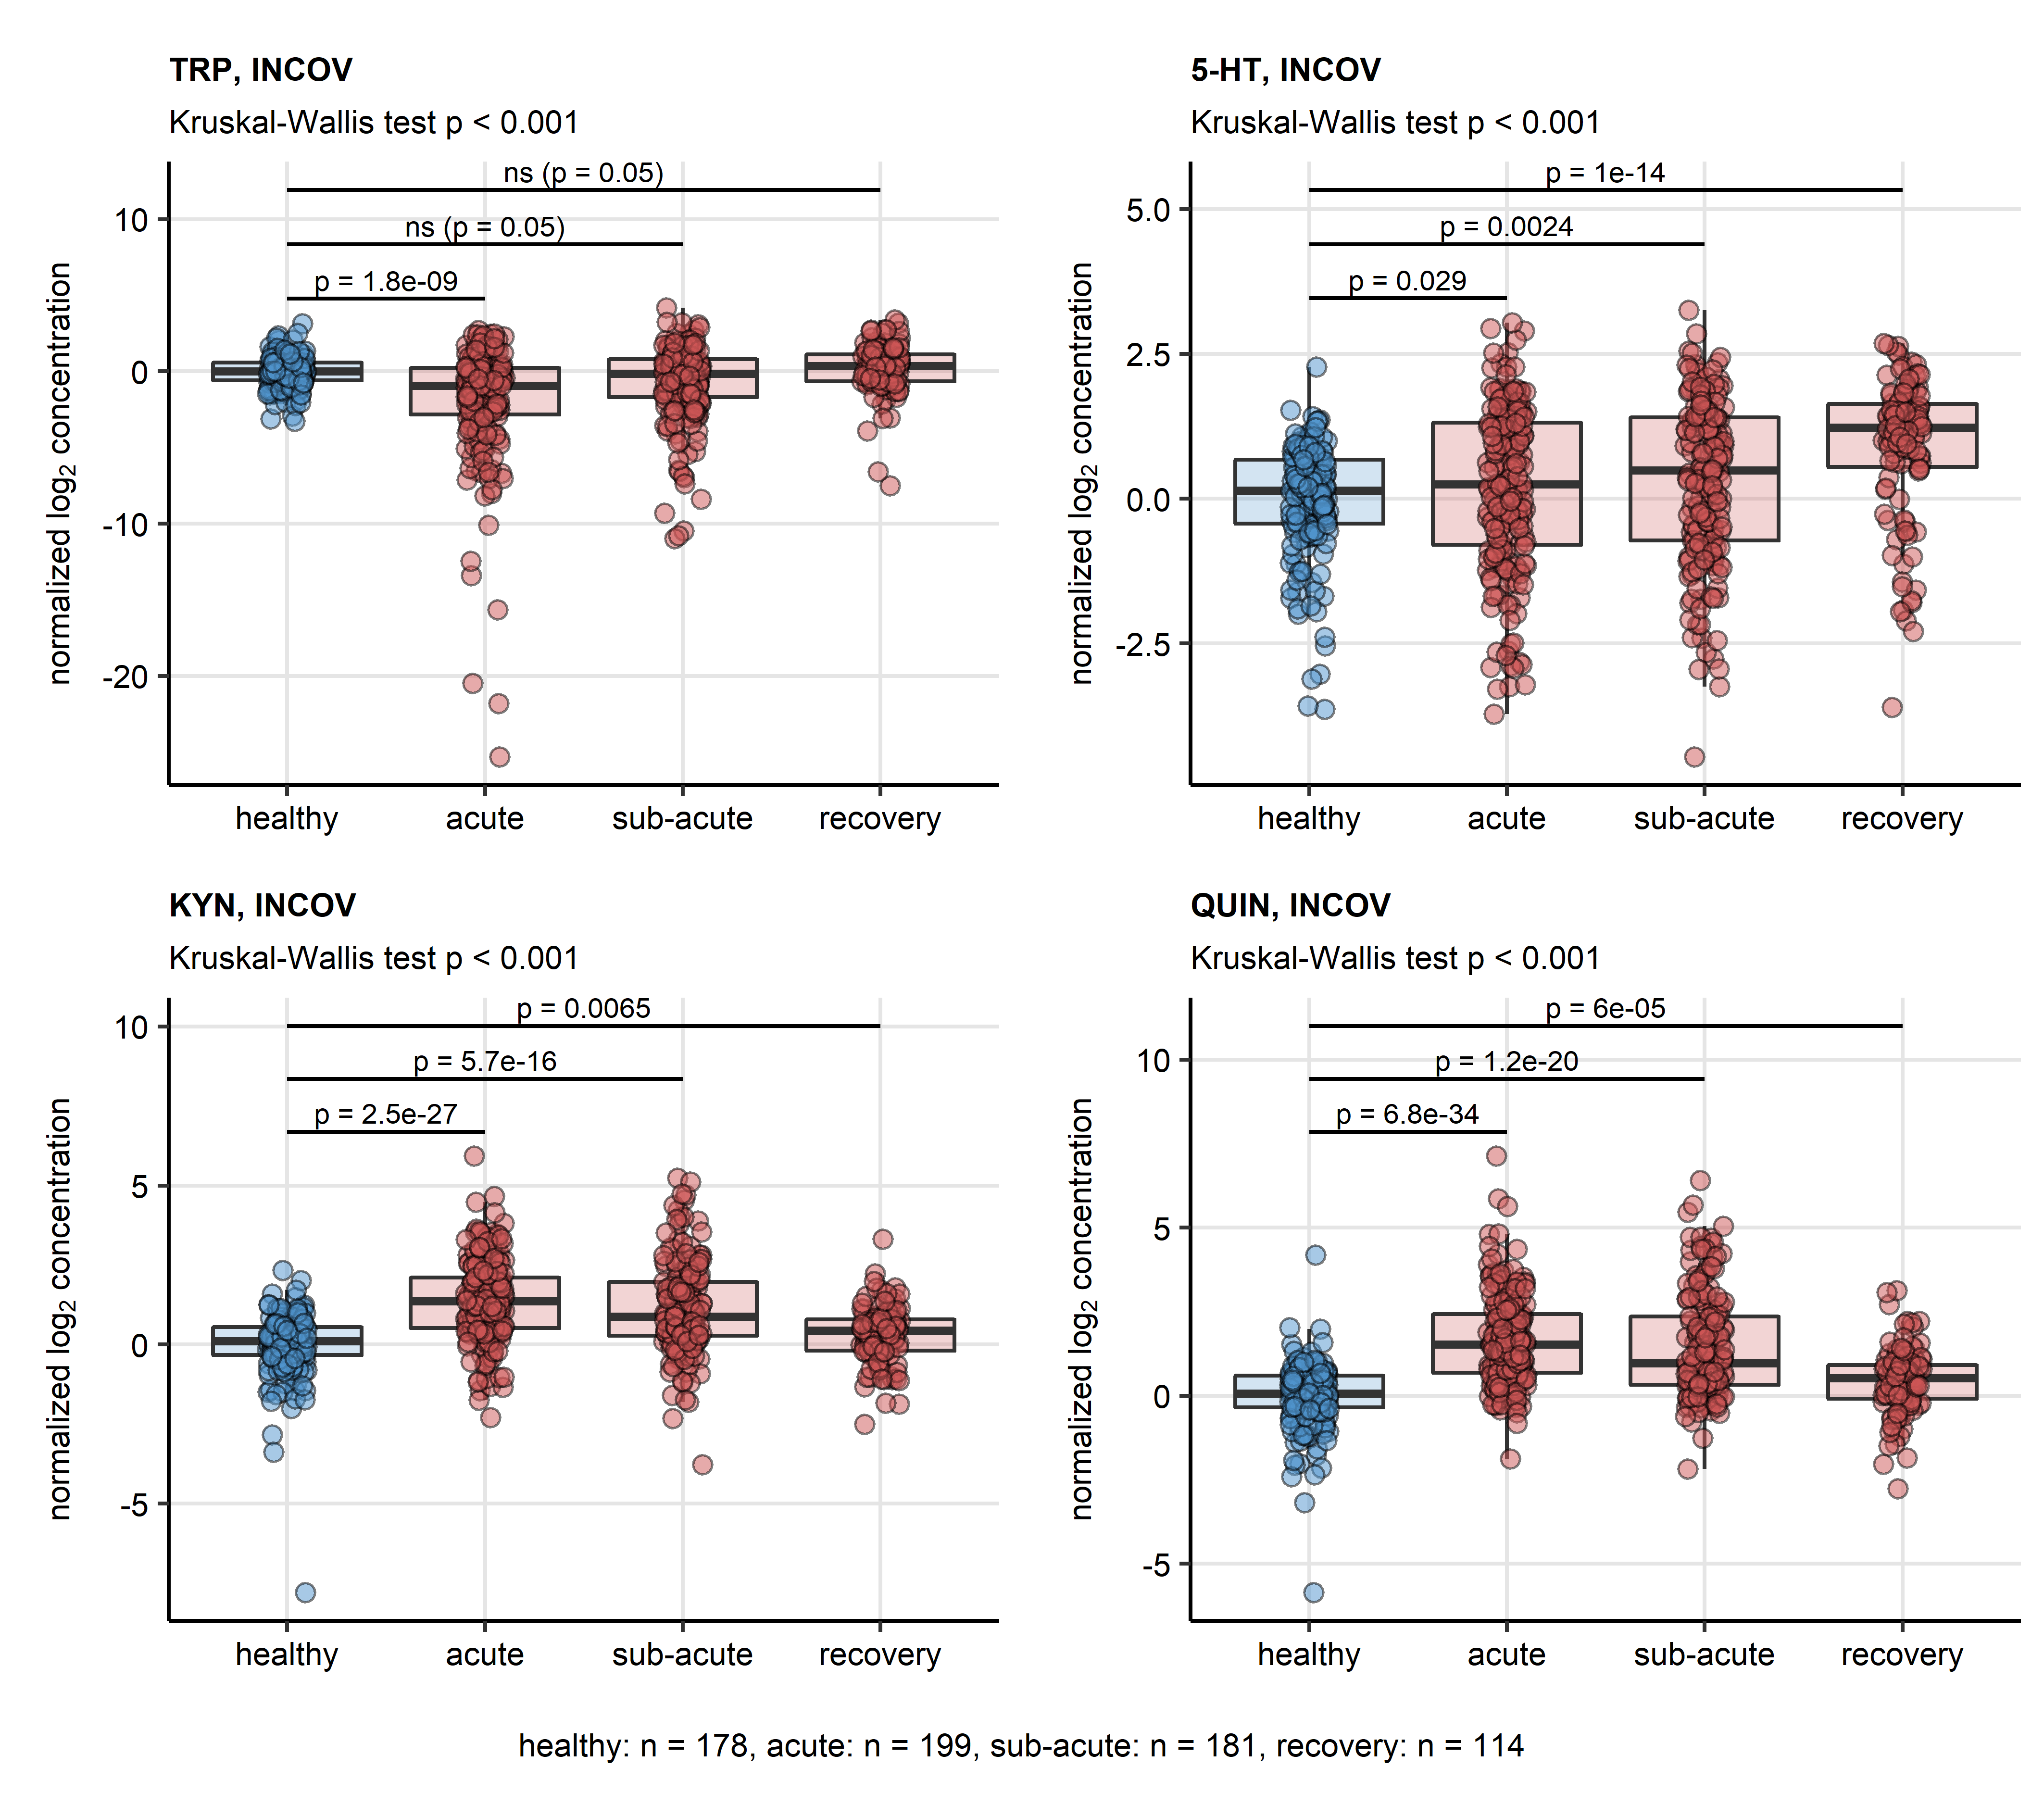 TRP, INCOV
Kruskal-Wallis test p < 0.001
ns (p = 0.05)
ns (p = 0.05)
p = 1.8e-09
10
0
-10
-20
normalized log₂ concentration
healthy acute sub-acute recovery
5-HT, INCOV
Kruskal-Wallis test p < 0.001
p = 1e-14
p = 0.0024
p = 0.029
5.0
2.5
0.0
-2.5
normalized log₂ concentration
healthy acute sub-acute recovery
KYN, INCOV
Kruskal-Wallis test p < 0.001
p = 0.0065
p = 5.7e-16
p = 2.5e-27
10
5
0
-5
normalized log₂ concentration
healthy acute sub-acute recovery
QUIN, INCOV
Kruskal-Wallis test p < 0.001
p = 6e-05
p = 1.2e-20
p = 6.8e-34
10
5
0
-5
normalized log₂ concentration
healthy acute sub-acute recovery
healthy: n = 178, acute: n = 199, sub-acute: n = 181, recovery: n = 114